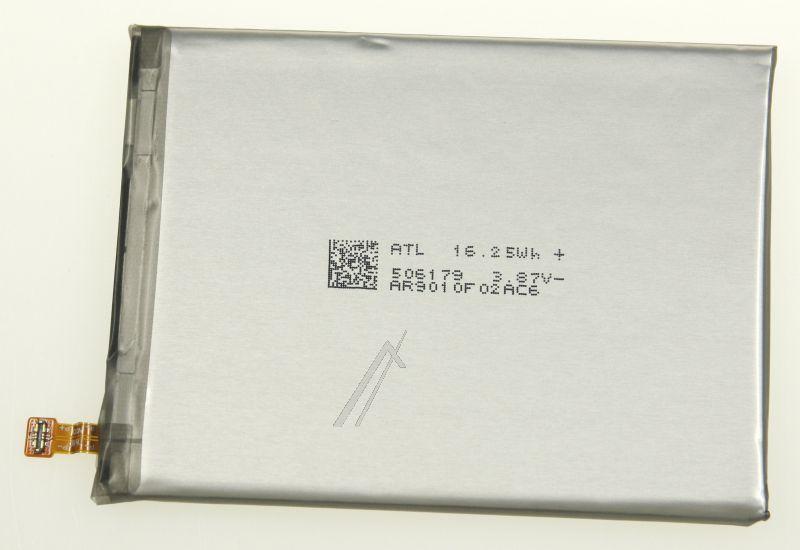 ATL 16.25Wh +
506179 3.87V-
AR9010F02AC6